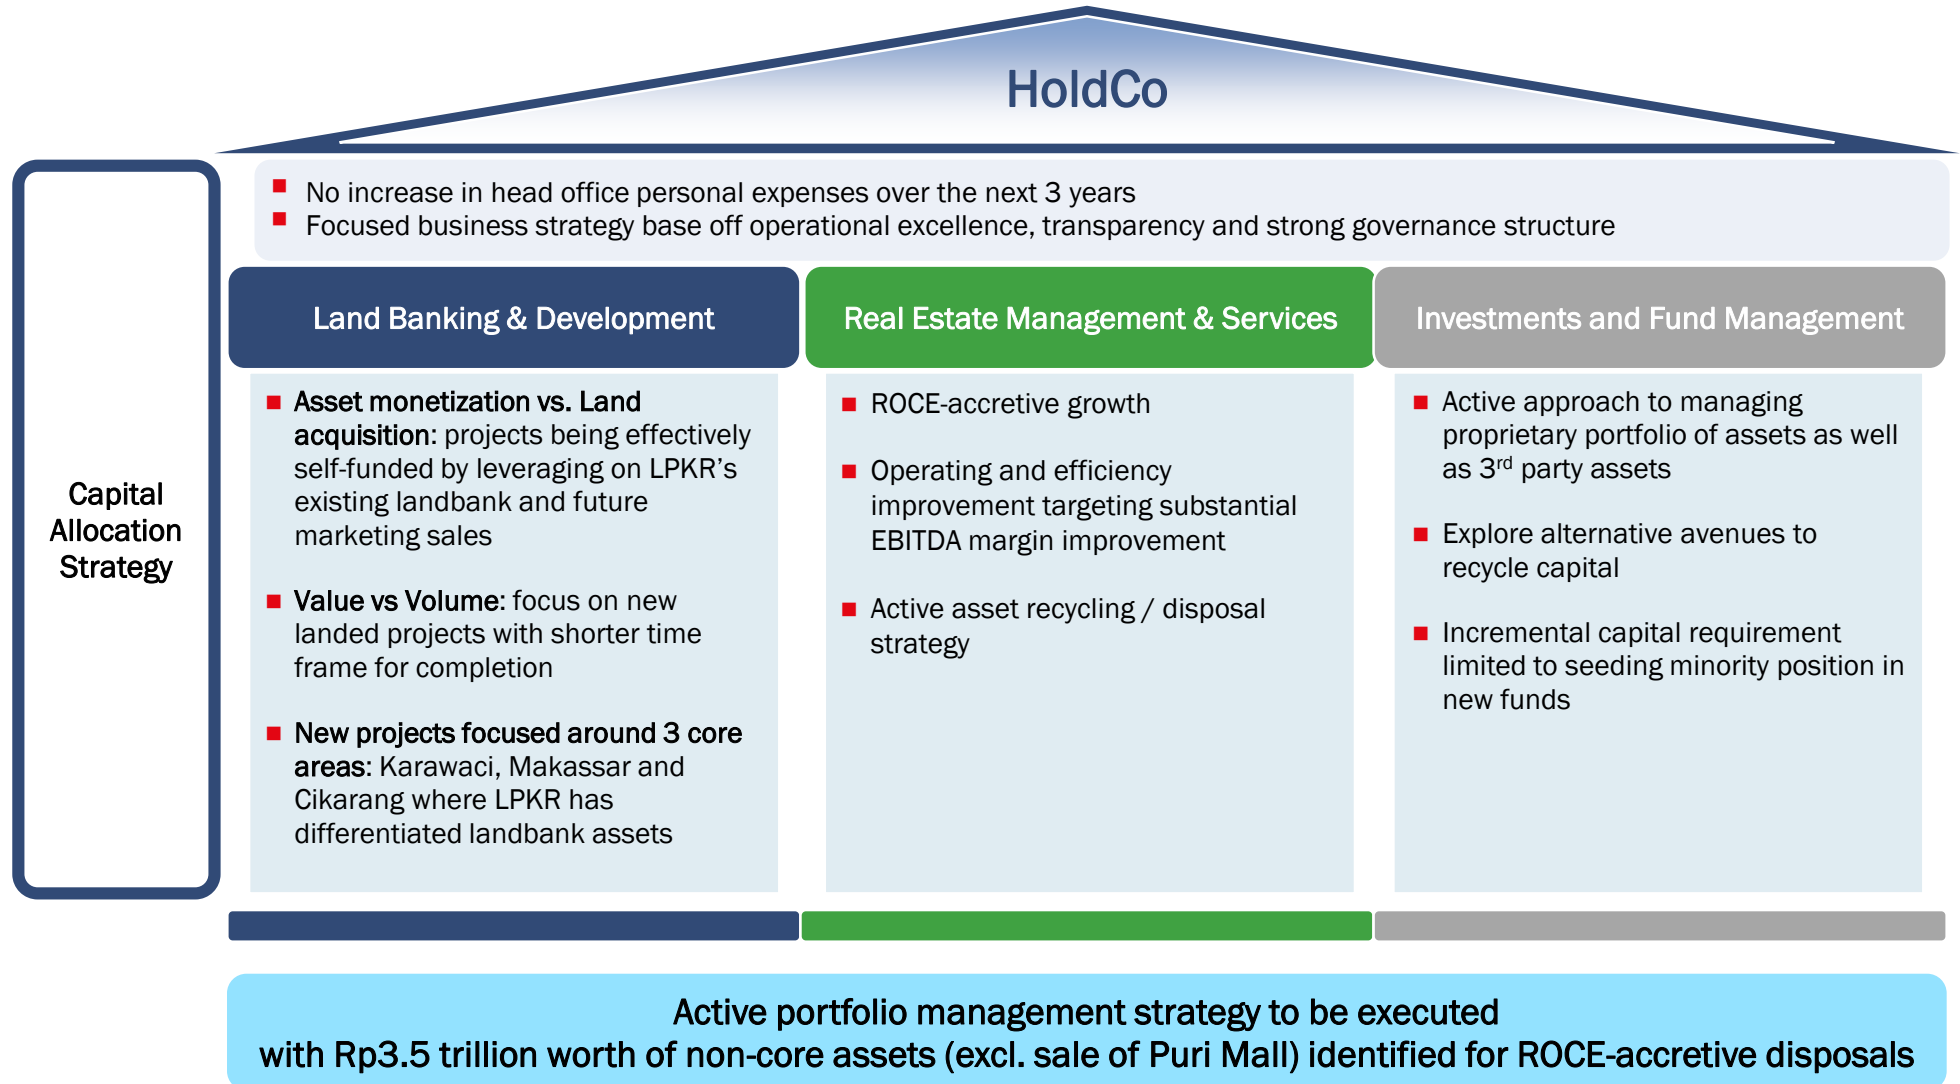 HoldCo
No increase in head office personal expenses over the next 3 years
Focused business strategy base off operational excellence, transparency and strong governance structure
Capital
Allocation
Strategy
Land Banking & Development
Asset monetization vs. Land
acquisition: projects being effectively
self-funded by leveraging on LPKR’s
existing landbank and future
marketing sales
Value vs Volume: focus on new
landed projects with shorter time
frame for completion
New projects focused around 3 core
areas: Karawaci, Makassar and
Cikarang where LPKR has
differentiated landbank assets
Real Estate Management & Services
ROCE-accretive growth
Operating and efficiency
improvement targeting substantial
EBITDA margin improvement
Active asset recycling / disposal
strategy
Investments and Fund Management
Active approach to managing
proprietary portfolio of assets as well
as 3rd party assets
Explore alternative avenues to
recycle capital
Incremental capital requirement
limited to seeding minority position in
new funds
Active portfolio management strategy to be executed
with Rp3.5 trillion worth of non-core assets (excl. sale of Puri Mall) identified for ROCE-accretive disposals